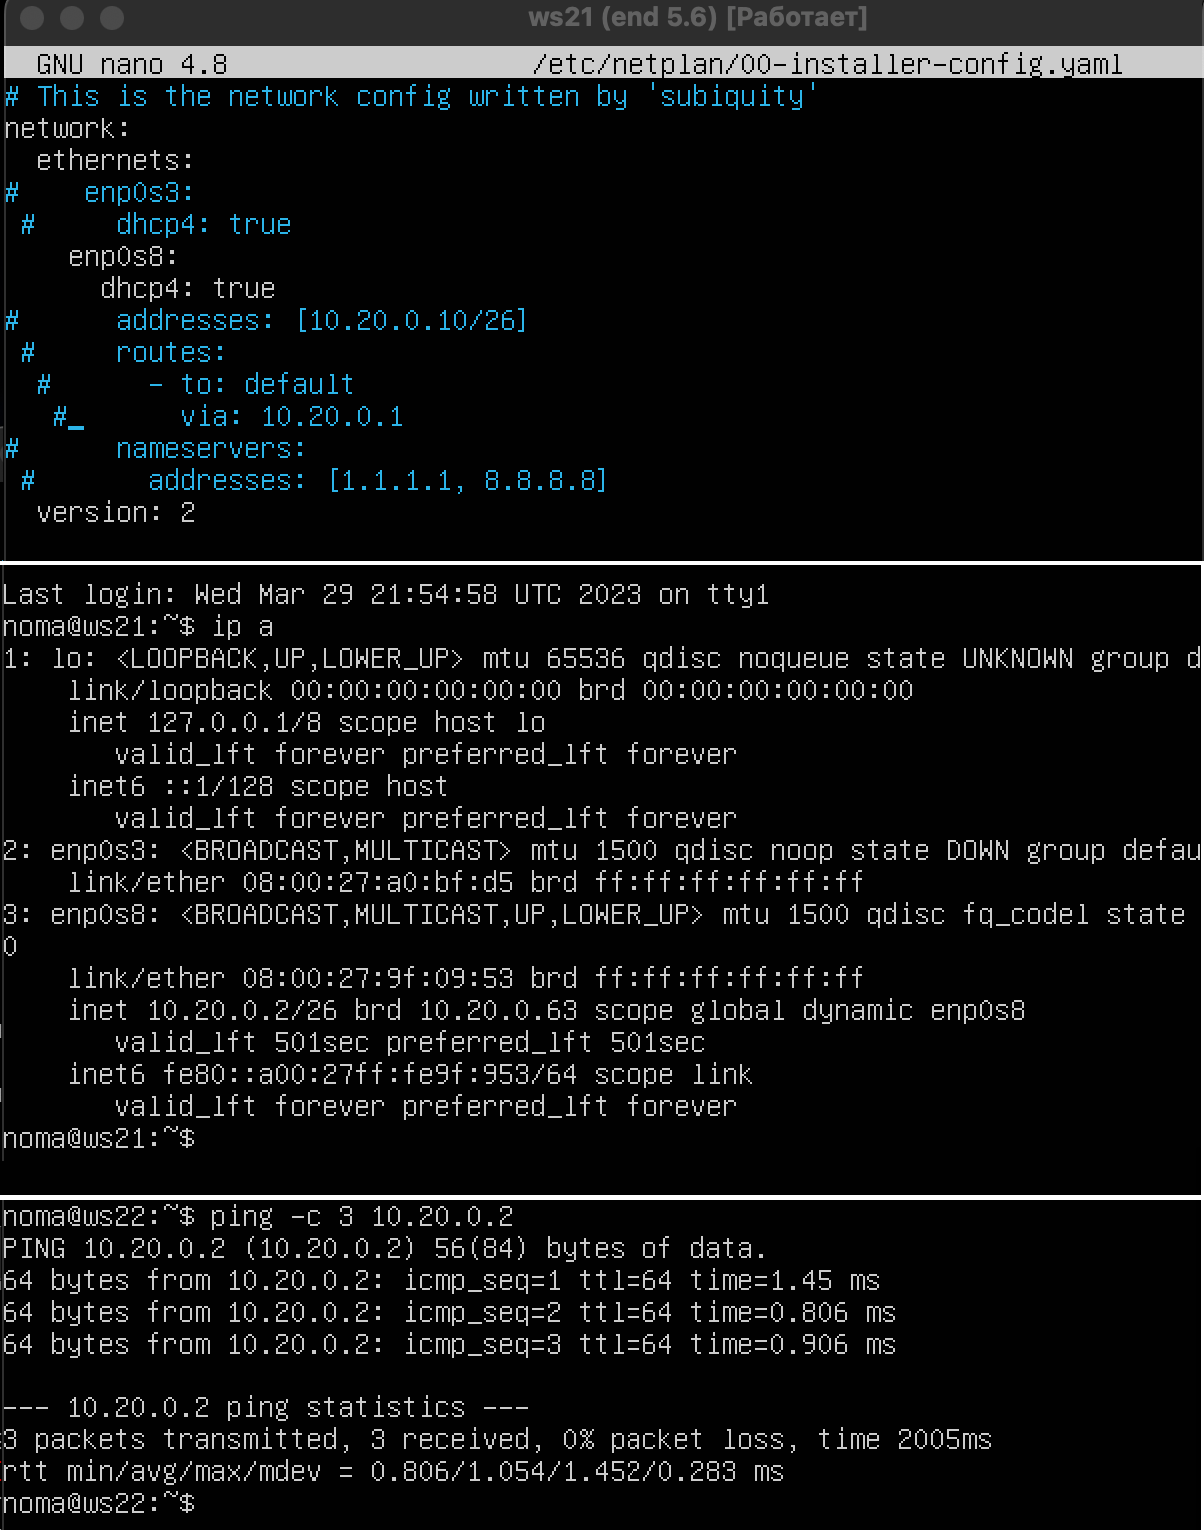 ws21 (end 5.6) [Работает]
GNU nano 4.8 /etc/netplan/00-installer-config.yaml
# This is the network config written by 'subiquity'
network:
  ethernets:
#    enp0s3:
 #     dhcp4: true
    enp0s8:
      dhcp4: true
#      addresses: [10.20.0.10/26]
 #     routes:
  #      - to: default
   #_      via: 10.20.0.1
#      nameservers:
 #       addresses: [1.1.1.1, 8.8.8.8]
  version: 2
Last login: Wed Mar 29 21:54:58 UTC 2023 on tty1
noma@ws21:~$ ip a
1: lo: <LOOPBACK,UP,LOWER_UP> mtu 65536 qdisc noqueue state UNKNOWN group d
    link/loopback 00:00:00:00:00:00 brd 00:00:00:00:00:00
    inet 127.0.0.1/8 scope host lo
       valid_lft forever preferred_lft forever
    inet6 ::1/128 scope host
       valid_lft forever preferred_lft forever
2: enp0s3: <BROADCAST,MULTICAST> mtu 1500 qdisc noop state DOWN group defau
    link/ether 08:00:27:a0:bf:d5 brd ff:ff:ff:ff:ff:ff
3: enp0s8: <BROADCAST,MULTICAST,UP,LOWER_UP> mtu 1500 qdisc fq_codel state
0
    link/ether 08:00:27:9f:09:53 brd ff:ff:ff:ff:ff:ff
    inet 10.20.0.2/26 brd 10.20.0.63 scope global dynamic enp0s8
       valid_lft 501sec preferred_lft 501sec
    inet6 fe80::a00:27ff:fe9f:953/64 scope link
       valid_lft forever preferred_lft forever
noma@ws21:~$
noma@ws22:~$ ping -c 3 10.20.0.2
PING 10.20.0.2 (10.20.0.2) 56(84) bytes of data.
64 bytes from 10.20.0.2: icmp_seq=1 ttl=64 time=1.45 ms
64 bytes from 10.20.0.2: icmp_seq=2 ttl=64 time=0.806 ms
64 bytes from 10.20.0.2: icmp_seq=3 ttl=64 time=0.906 ms
--- 10.20.0.2 ping statistics ---
3 packets transmitted, 3 received, 0% packet loss, time 2005ms
rtt min/avg/max/mdev = 0.806/1.054/1.452/0.283 ms
noma@ws22:~$